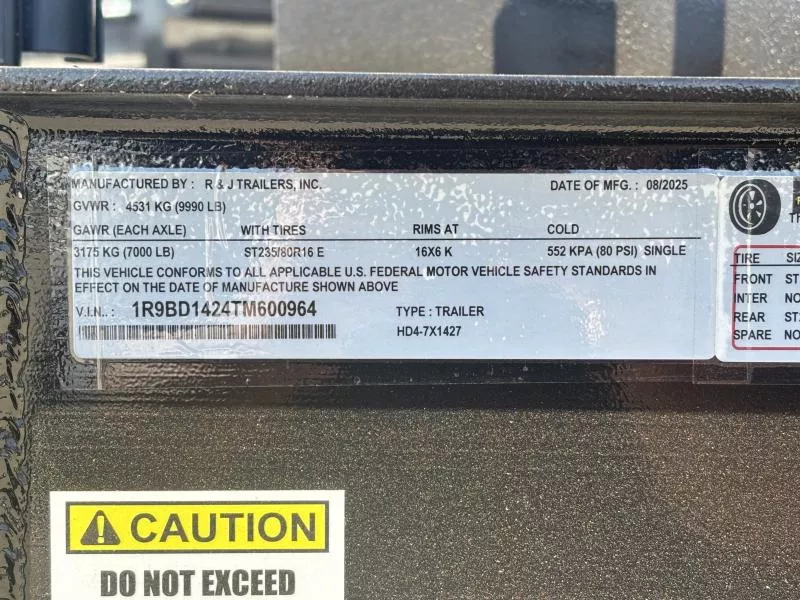 MANUFACTURED BY : R & J TRAILERS, INC. DATE OF MFG. : 08/2025
GVWR : 4531 KG (9990 LB)
GAWR (EACH AXLE) WITH TIRES RIMS AT COLD
3175 KG (7000 LB) ST235/80R16 E 16X6 K 552 KPA (80 PSI) SINGLE
THIS VEHICLE CONFORMS TO ALL APPLICABLE U.S. FEDERAL MOTOR VEHICLE SAFETY STANDARDS IN
EFFECT ON THE DATE OF MANUFACTURE SHOWN ABOVE
V.I.N.. : 1R9BD1424TM600964 TYPE : TRAILER
HD4-7X1427
TIRE
FRONT ST
INTER NO
REAR
SPARE NO
CAUTION
DO NOT EXCEED